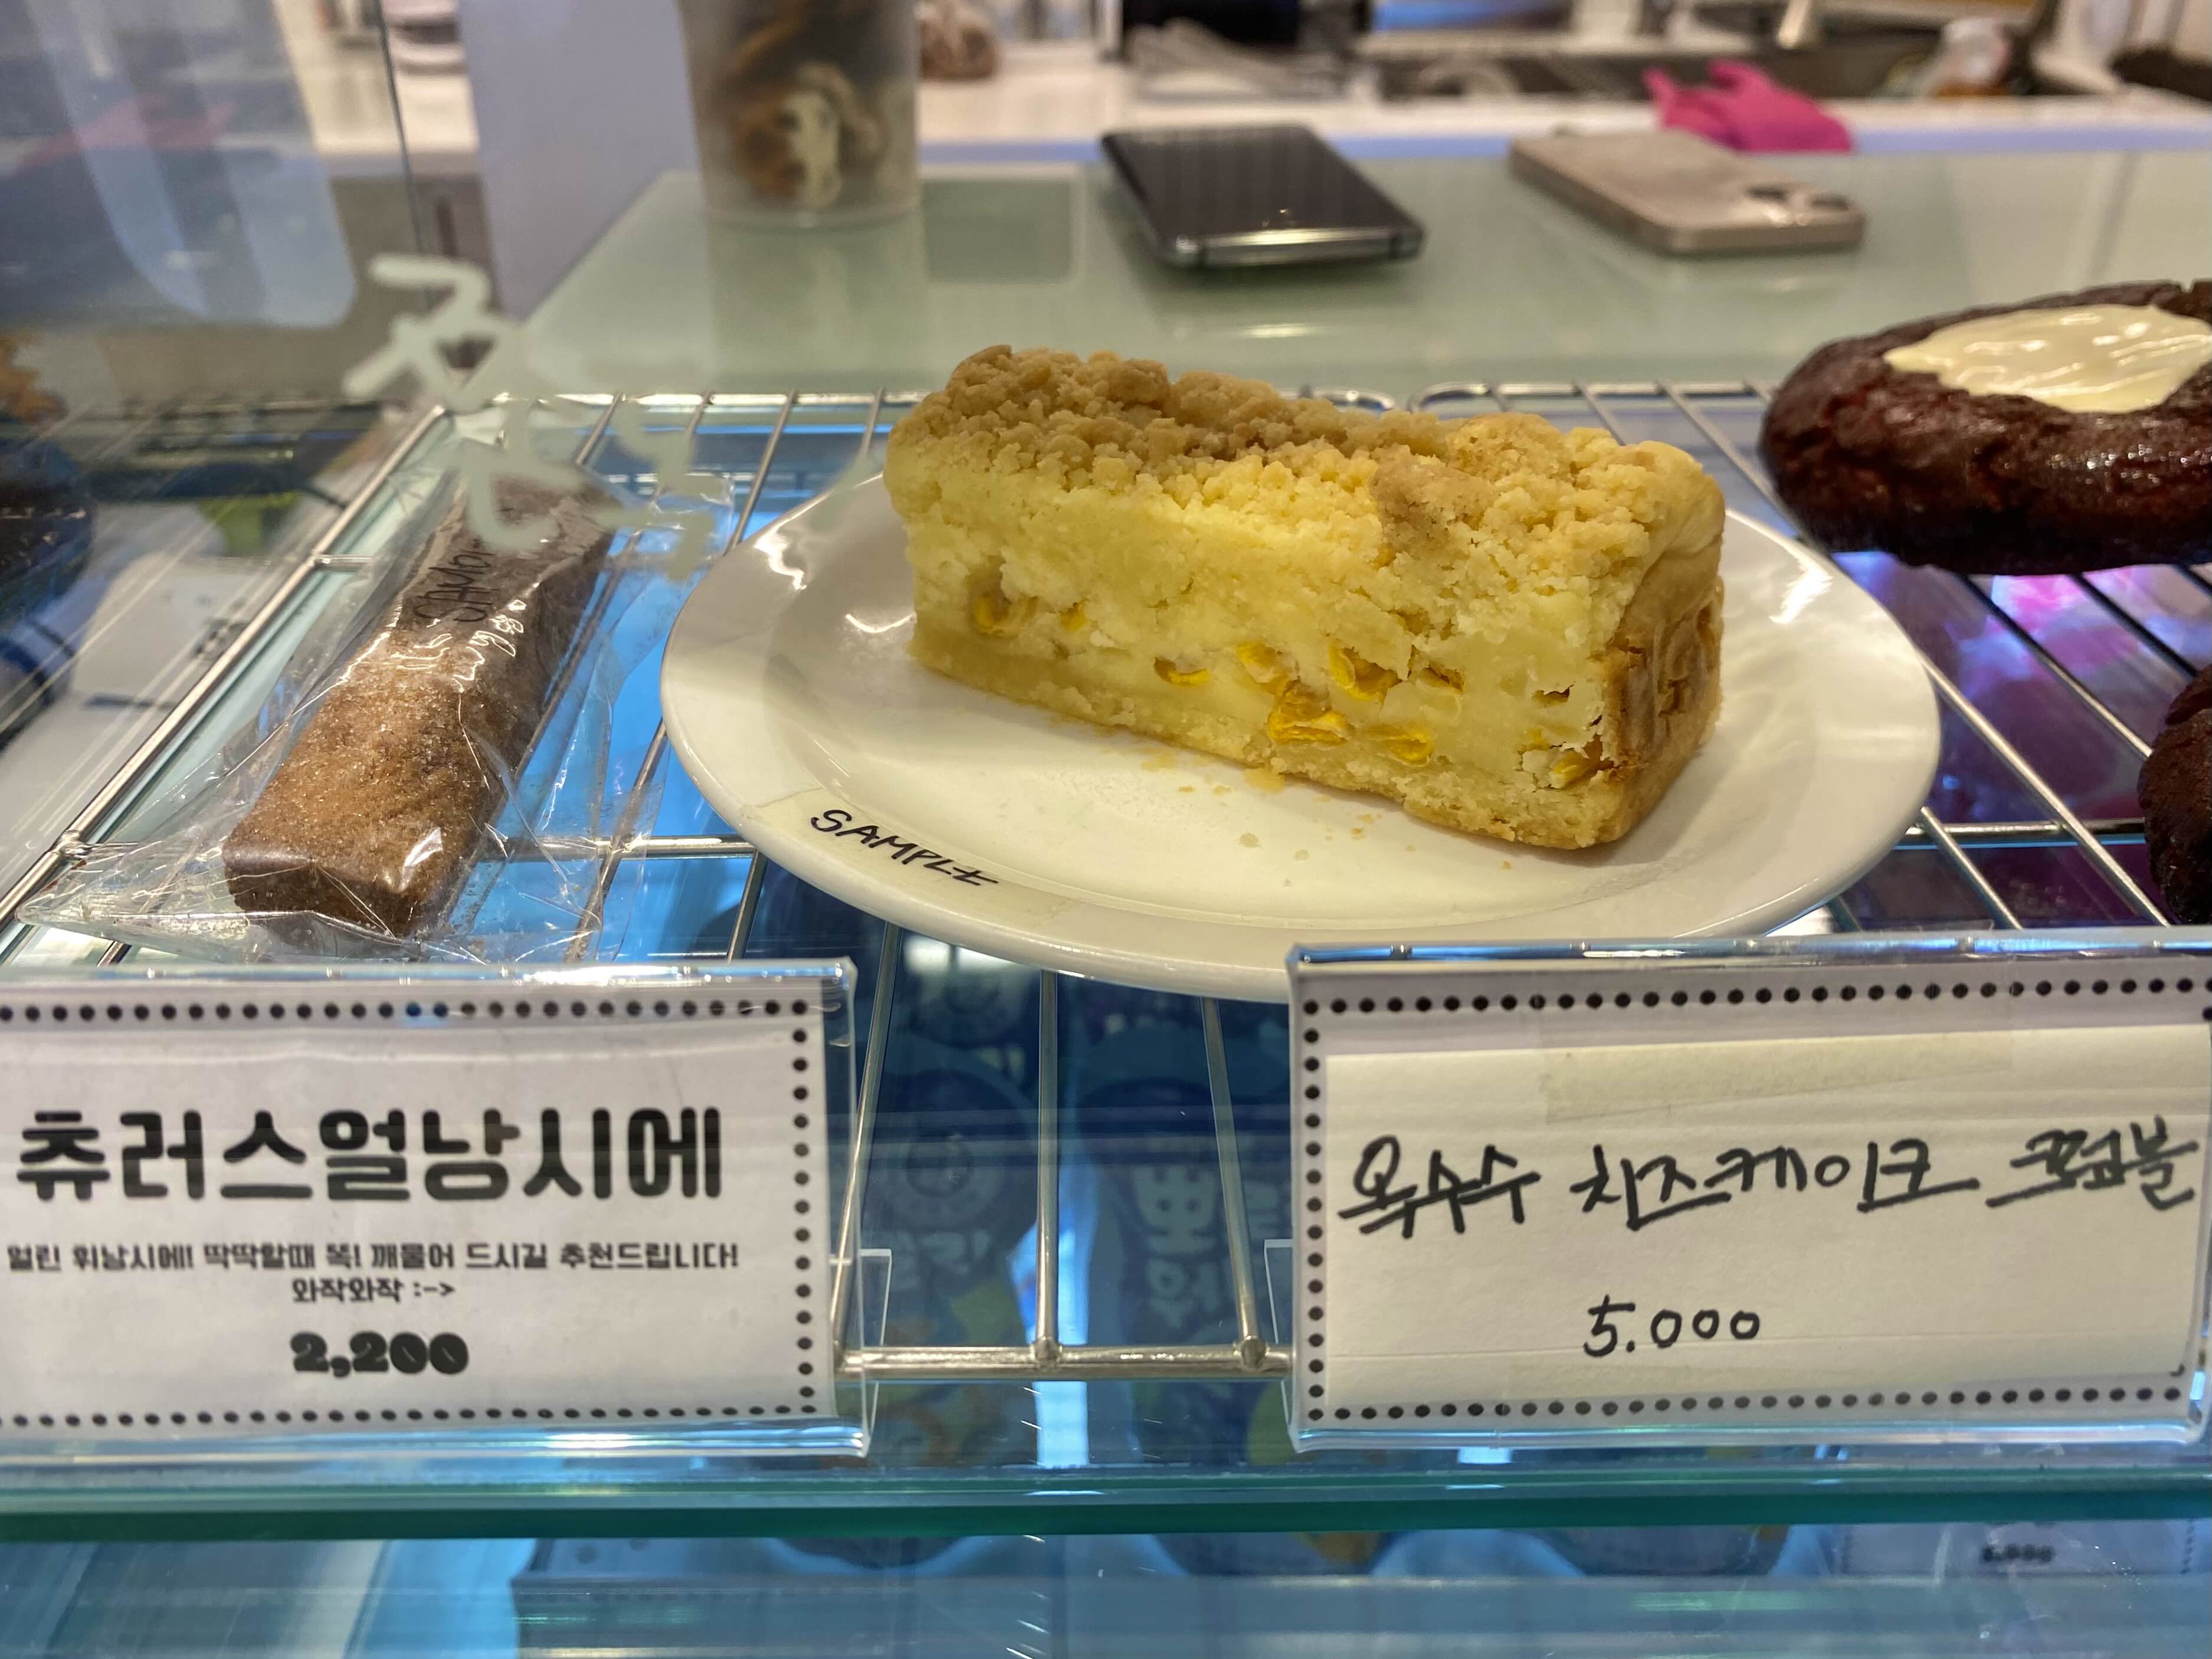 SAMPLE
SAMPLE
츄러스얼낭시에
얼린 휘낭시에! 딱딱할때 똑! 깨물어 드시길 추천드립니다!
와작와작 :->
2,200
옥수수 치즈케이크 크럼블
5.000